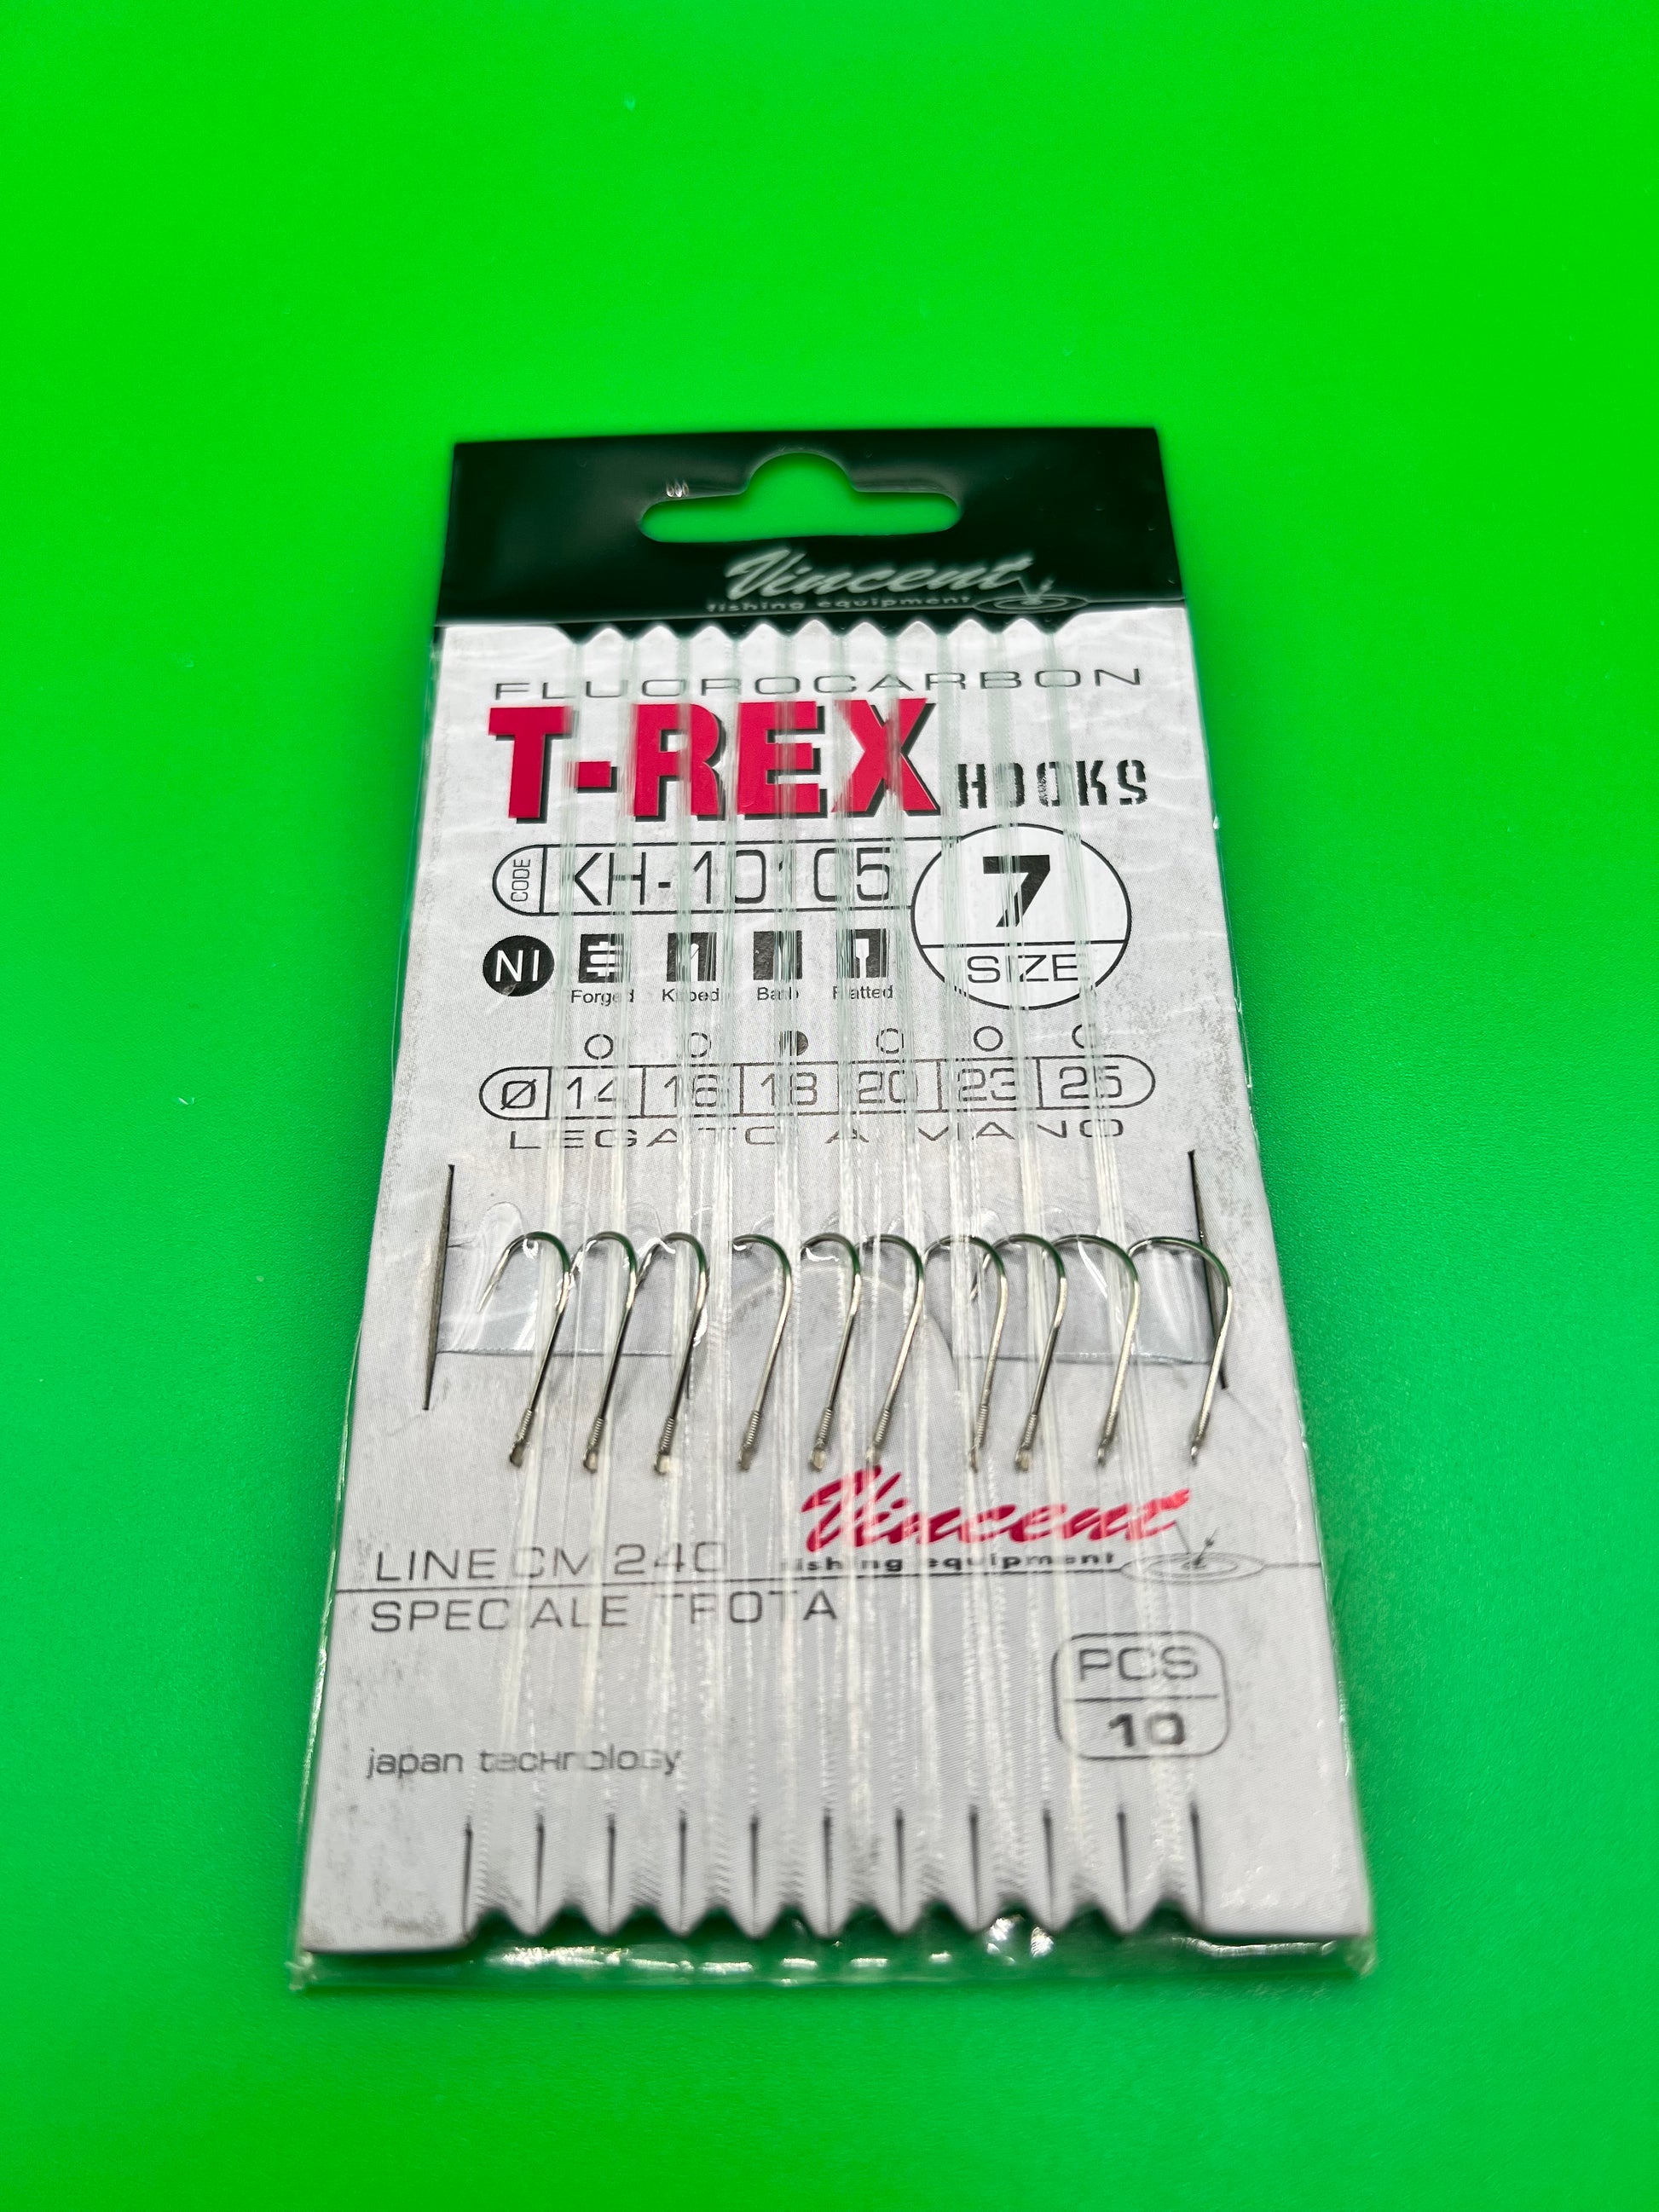 Vincent
fishing equipment
FLUOROCARBON
T-REX HOOKS
CODE KH-10105
7
SIZE
NI
Forged Kirbed Barb Flatted
Ø 14 16 18 20 23 25
LEGATO A MANO
Vincent
fishing equipment
LINE CM 240
SPECIALE TROTA
PCS
10
japan technology